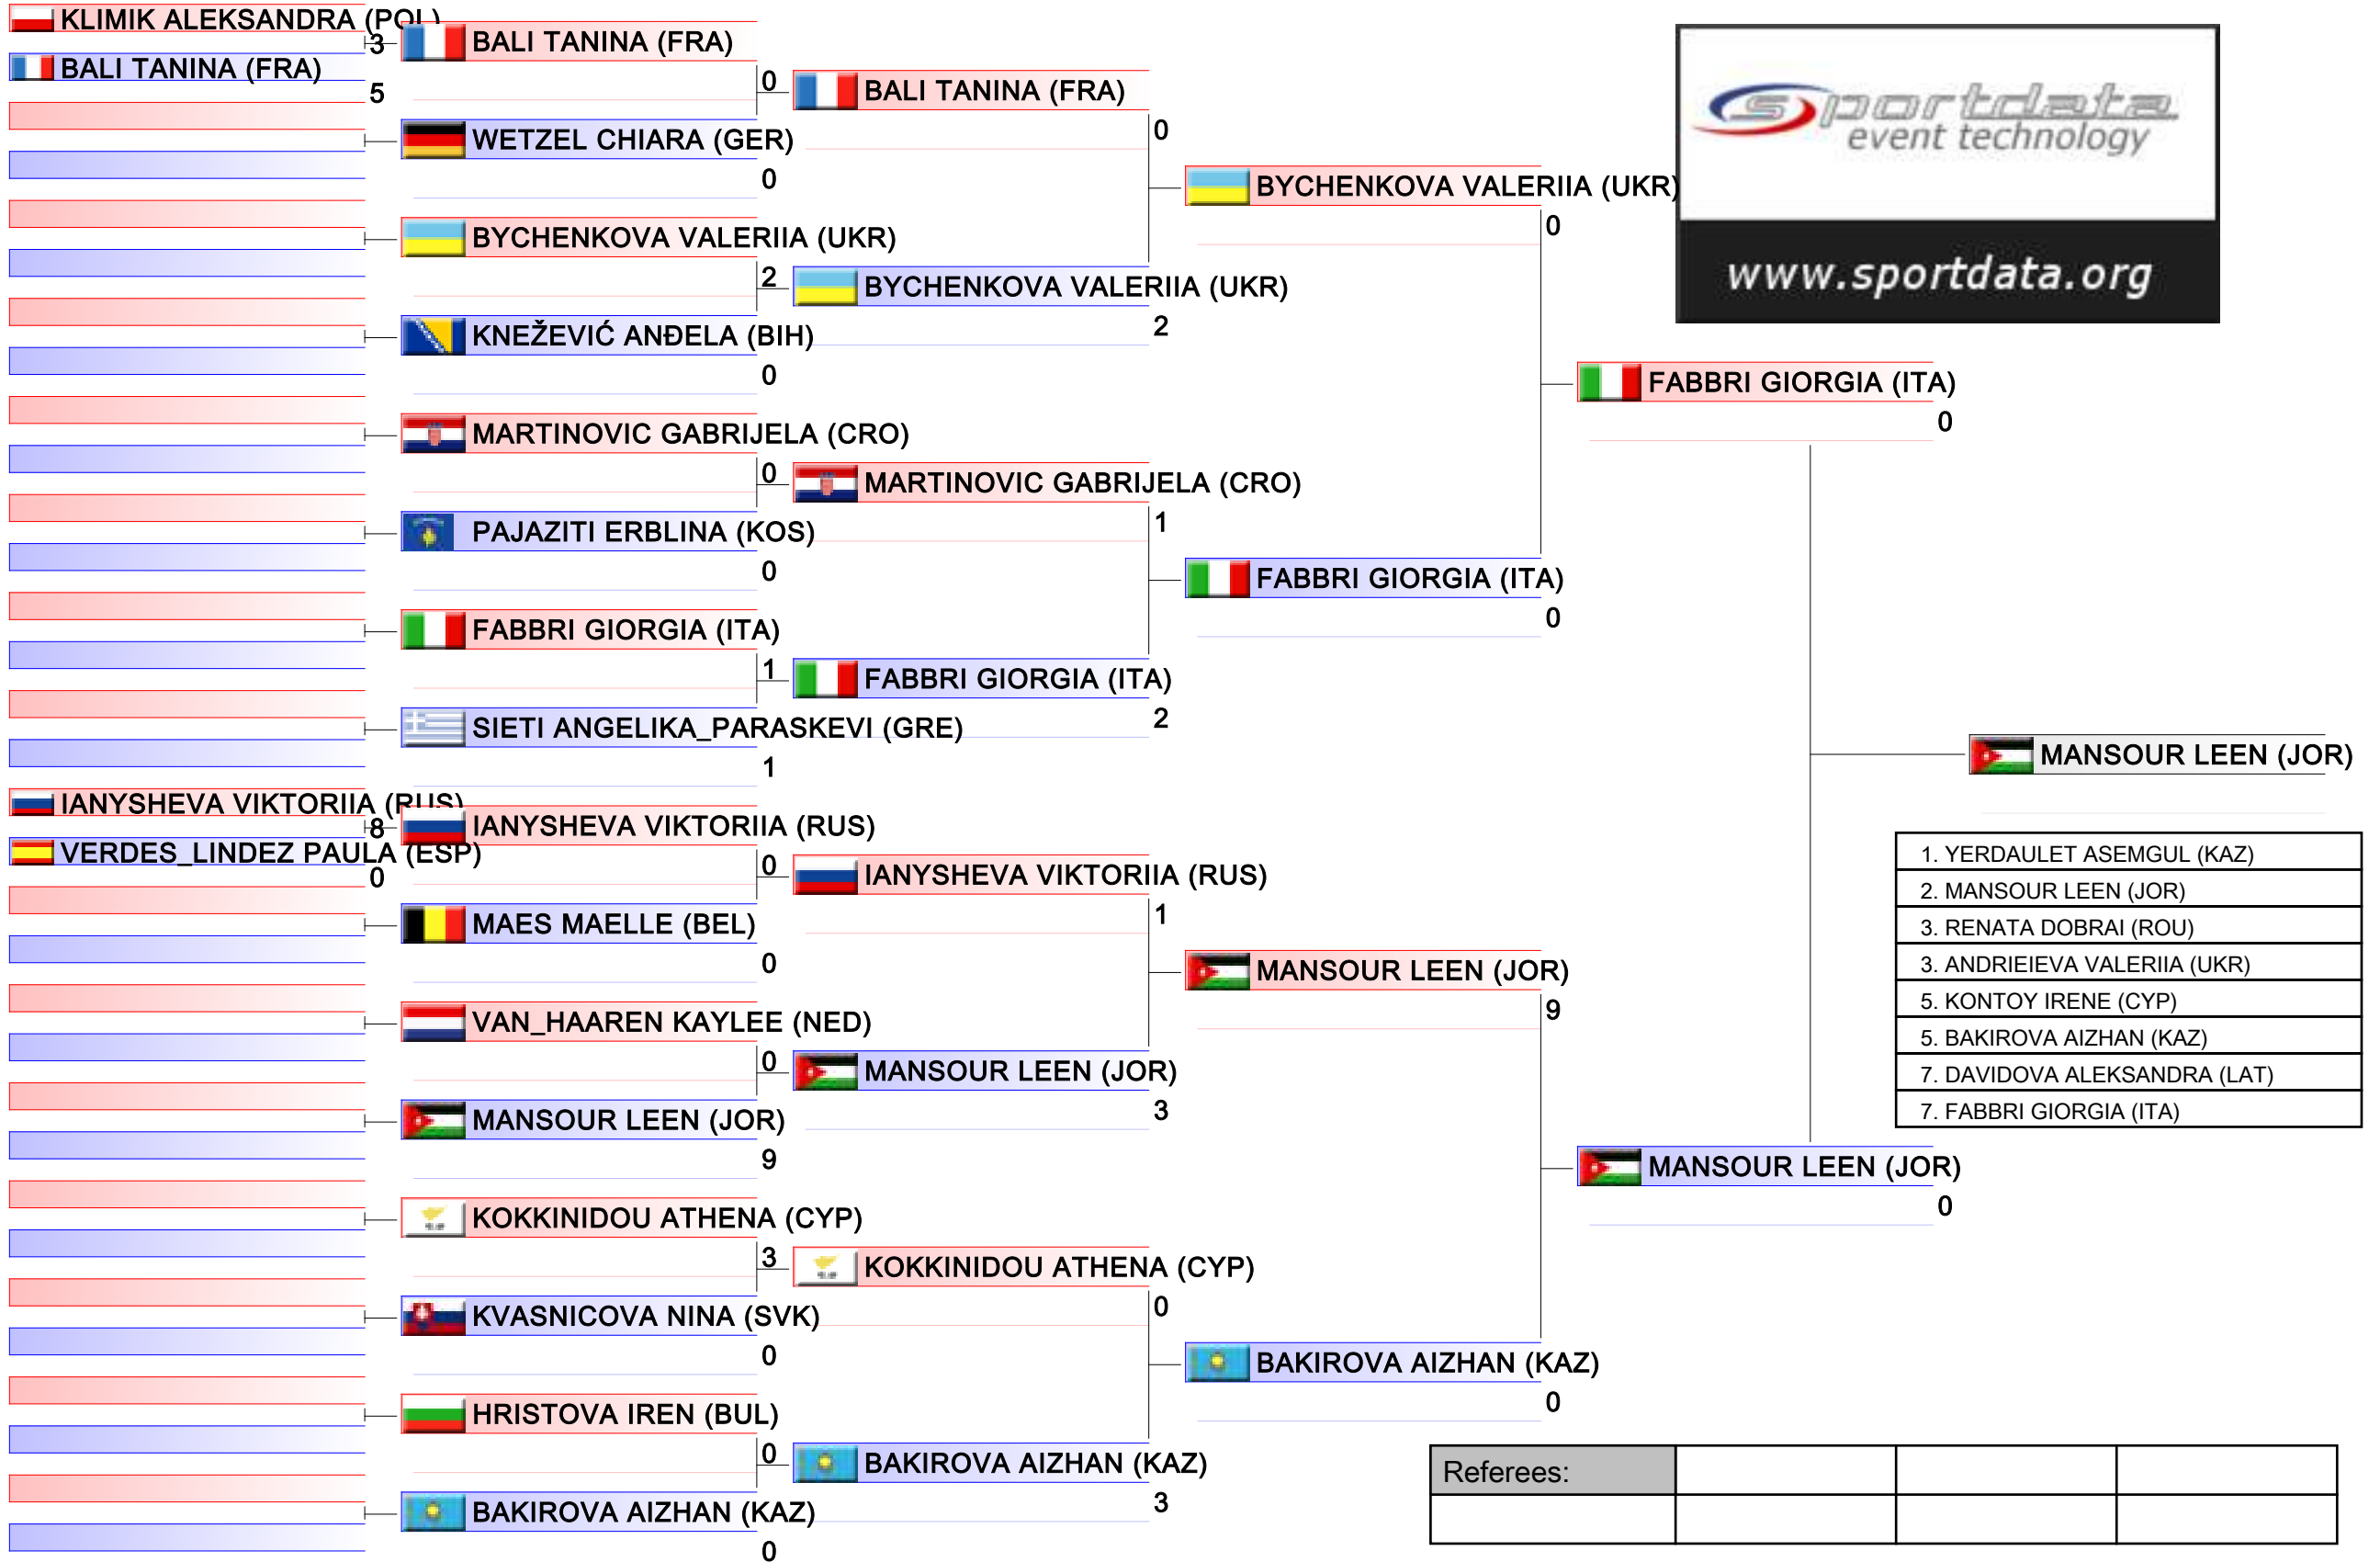 KLIMIK ALEKSANDRA (POL)
3
BALI TANINA (FRA)
5
IANYSHEVA VIKTORIIA (RUS)
8
VERDES_LINDEZ PAULA (ESP)
0
BALI TANINA (FRA)
0
WETZEL CHIARA (GER)
0
BYCHENKOVA VALERIIA (UKR)
2
KNEŽEVIĆ ANĐELA (BIH)
0
MARTINOVIC GABRIJELA (CRO)
0
PAJAZITI ERBLINA (KOS)
0
FABBRI GIORGIA (ITA)
1
SIETI ANGELIKA_PARASKEVI (GRE)
1
IANYSHEVA VIKTORIIA (RUS)
0
MAES MAELLE (BEL)
0
VAN_HAAREN KAYLEE (NED)
0
MANSOUR LEEN (JOR)
9
KOKKINIDOU ATHENA (CYP)
3
KVASNICOVA NINA (SVK)
0
HRISTOVA IREN (BUL)
0
BAKIROVA AIZHAN (KAZ)
0
BALI TANINA (FRA)
0
BYCHENKOVA VALERIIA (UKR)
2
MARTINOVIC GABRIJELA (CRO)
1
FABBRI GIORGIA (ITA)
2
IANYSHEVA VIKTORIIA (RUS)
1
MANSOUR LEEN (JOR)
3
KOKKINIDOU ATHENA (CYP)
0
BAKIROVA AIZHAN (KAZ)
3
BYCHENKOVA VALERIIA (UKR)
0
FABBRI GIORGIA (ITA)
0
MANSOUR LEEN (JOR)
9
BAKIROVA AIZHAN (KAZ)
0
FABBRI GIORGIA (ITA)
0
MANSOUR LEEN (JOR)
0
MANSOUR LEEN (JOR)
sportdata
event technology
www.sportdata.org
1. YERDAULET ASEMGUL (KAZ)
2. MANSOUR LEEN (JOR)
3. RENATA DOBRAI (ROU)
3. ANDRIEIEVA VALERIIA (UKR)
5. KONTOY IRENE (CYP)
5. BAKIROVA AIZHAN (KAZ)
7. DAVIDOVA ALEKSANDRA (LAT)
7. FABBRI GIORGIA (ITA)
Referees: